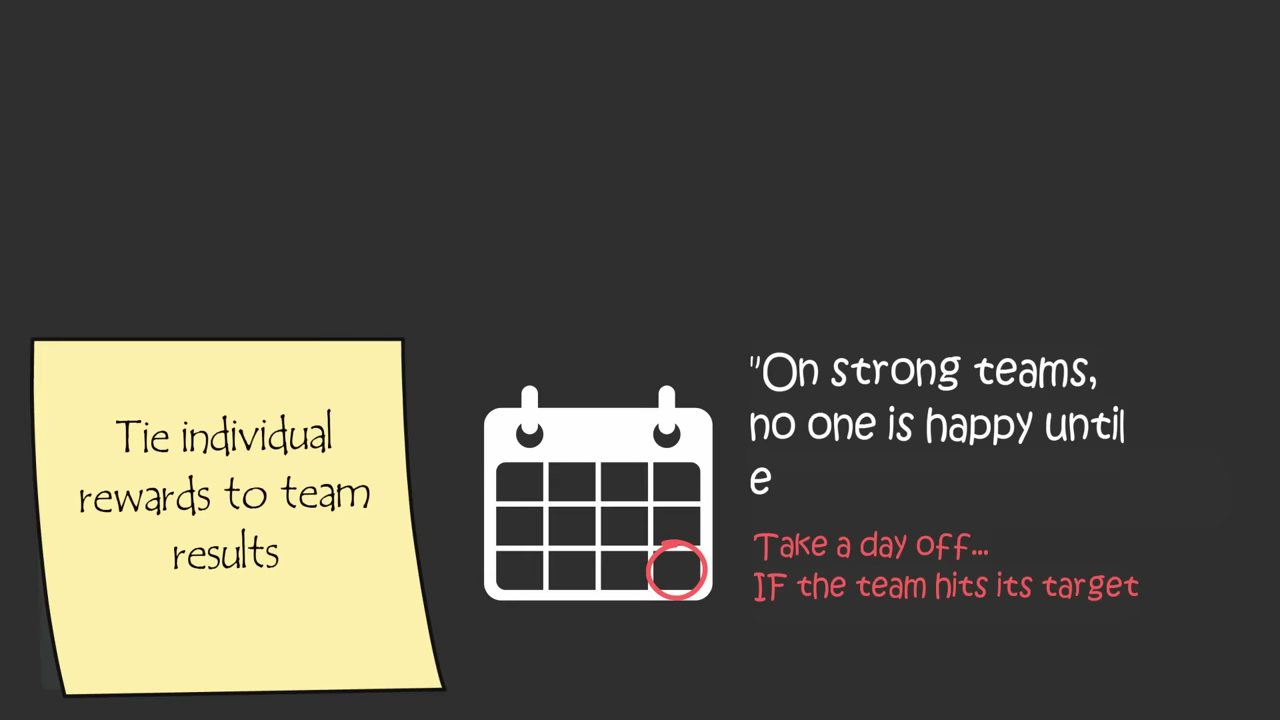 Tie individual
rewards to team
results
"On strong teams,
no one is happy until
e
Take a day off...
IF the team hits its target